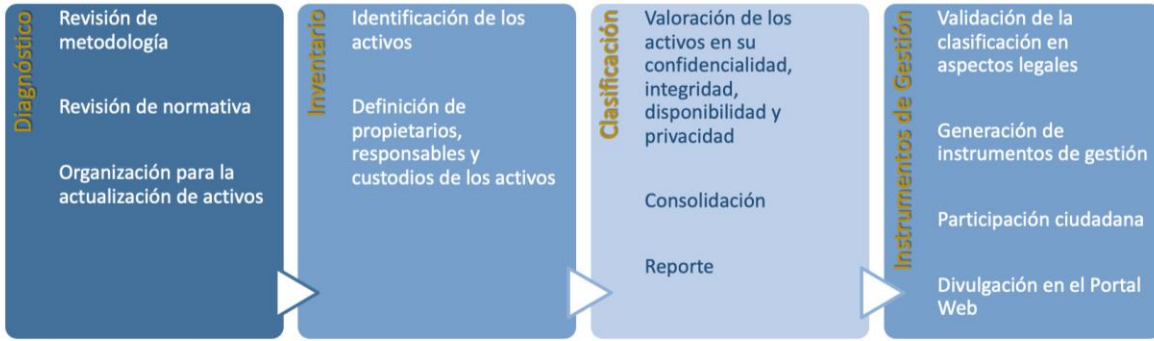 Diagnóstico
Revisión de
metodología
Revisión de normativa
Organización para la
actualización de activos
Inventario
Identificación de los
activos
Definición de
propietarios,
responsables y
custodios de los activos
Clasificación
Valoración de los
activos en su
confidencialidad,
integridad,
disponibilidad y
privacidad
Consolidación
Reporte
Instrumentos de Gestión
Validación de la
clasificación en
aspectos legales
Generación de
instrumentos de gestión
Participación ciudadana
Divulgación en el Portal
Web